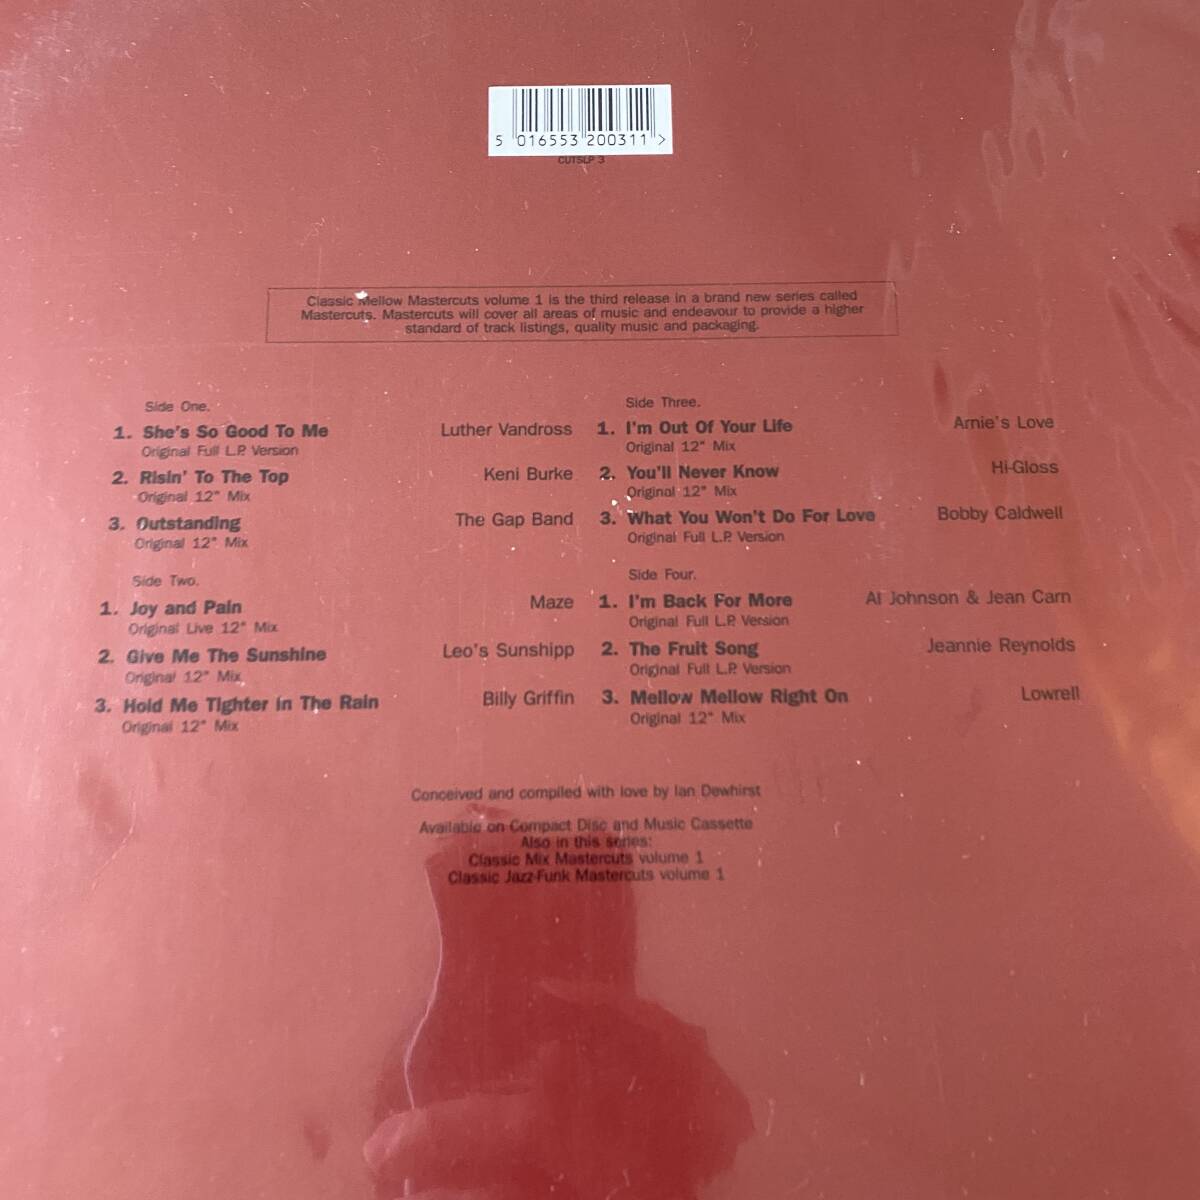 5 016553 200311 >
CUTSLP 3
Classic Mellow Mastercuts volume 1 is the third release in a brand new series called
Mastercuts. Mastercuts will cover all areas of music and endeavour to provide a higher
standard of track listings, quality music and packaging.
Side One.
1. She's So Good To Me Luther Vandross
Original Full L.P. Version
2. Risin' To The Top Keni Burke
Original 12" Mix
3. Outstanding The Gap Band
Original 12" Mix
Side Two.
1. Joy and Pain Maze
Original Live 12" Mix
2. Give Me The Sunshine Leo's Sunshipp
Original 12" Mix
3. Hold Me Tighter in The Rain Billy Griffin
Original 12" Mix
Side Three.
1. I'm Out Of Your Life Arnie's Love
Original 12" Mix
2. You'll Never Know Hi-Gloss
Original 12" Mix
3. What You Won't Do For Love Bobby Caldwell
Original Full L.P. Version
Side Four.
1. I'm Back For More Al Johnson & Jean Carn
Original Full L.P. Version
2. The Fruit Song Jeannie Reynolds
Original Full L.P. Version
3. Mellow Mellow Right On Lowrell
Original 12" Mix
Conceived and compiled with love by Ian Dewhirst
Available on Compact Disc and Music Cassette
Also in this series:
Classic Mix Mastercuts volume 1
Classic Jazz-Funk Mastercuts volume 1